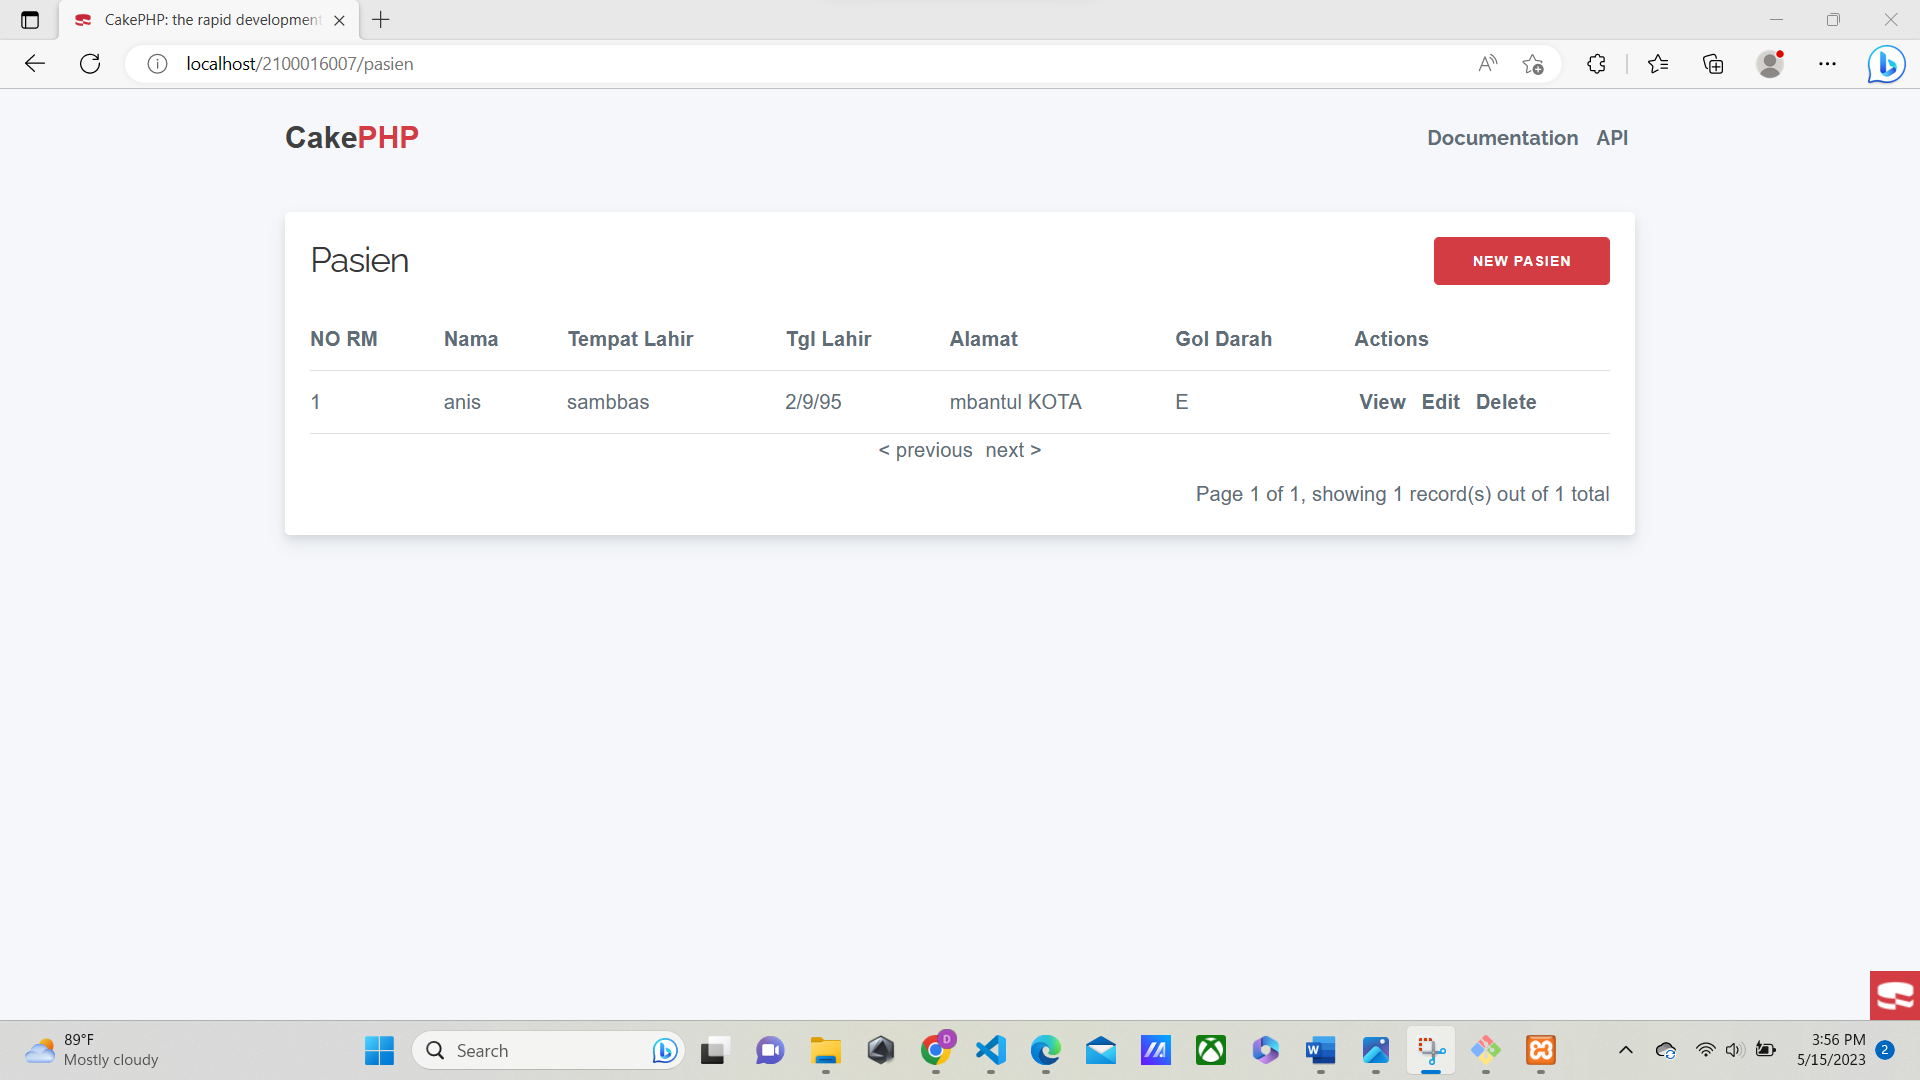 CakePHP: the rapid development
localhost/2100016007/pasien
CakePHP
Documentation API
Pasien
NEW PASIEN
NO RM Nama Tempat Lahir Tgl Lahir Alamat Gol Darah Actions
1 anis sambbas 2/9/95 mbantul KOTA E View Edit Delete
< previous next >
Page 1 of 1, showing 1 record(s) out of 1 total
89°F
Mostly cloudy
Search
D
3:56 PM
5/15/2023
2